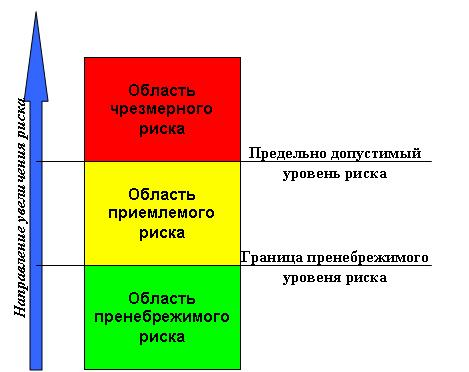 Направление увеличения риска
Область
чрезмерного
риска
Предельно допустимый
уровень риска
Область
приемлемого
риска
Граница пренебрежимого
уровеня риска
Область
пренебрежимого
риска